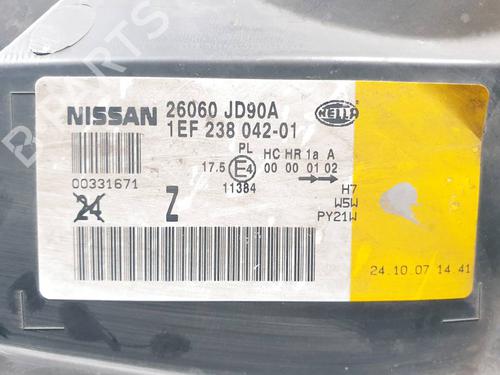 NISSAN 26060 JD90A
1EF 238 042-01
HELLA
PL HC HR 1a A
17.5 E4 00 00 01 02
11384
00331671
24
Z
H7
W5W
PY21W
24.10.07 14 41